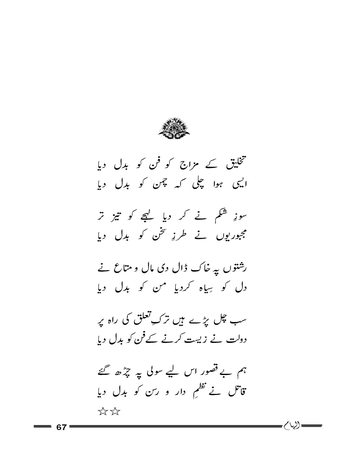 تخلیق کے مزاج کو فن کو بدل دیا
ایسی ہوا چلی کہ چمن کو بدل دیا
سوزِ شکم نے کر دیا لہجے کو تیز تر
مجبوریوں نے طرزِ سخن کو بدل دیا
رشتوں پہ خاک ڈال دی مال و متاع نے
دل کو سیاہ کردیا من کو بدل دیا
سب چل پڑے ہیں ترکِ تعلق کی راہ پر
دولت نے زیست کرنے کے فن کو بدل دیا
ہم بے قصور اس لیے سولی پہ چڑھ گئے
قاتل نے نظمِ دار و رسن کو بدل دیا
☆☆
67